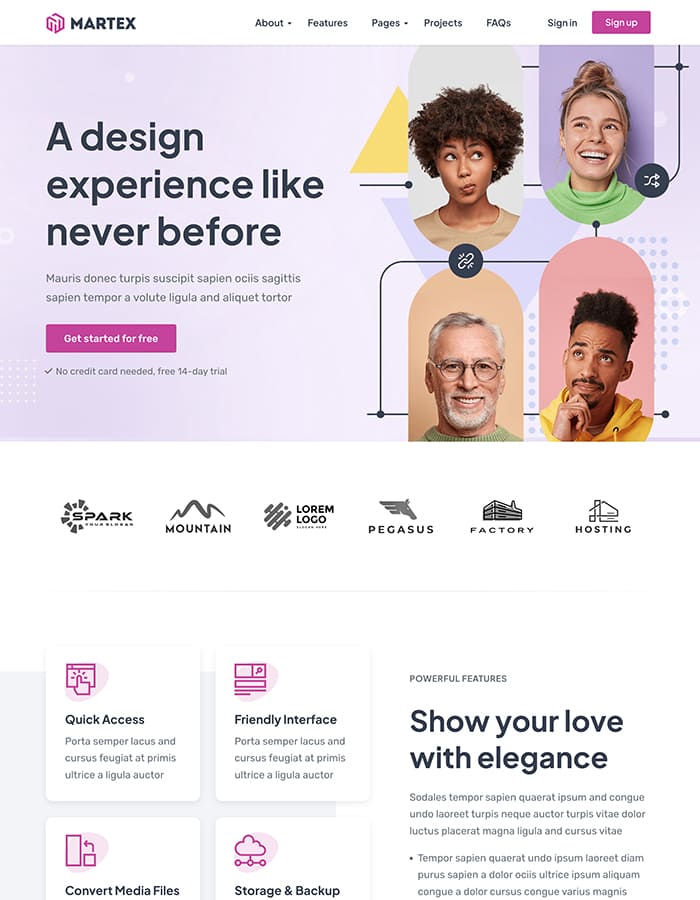 MARTEX
About
Features
Pages
Projects
FAQs
Sign in
Sign up
A design
experience like
never before
Mauris donec turpis suscipit sapien ociis sagittis
sapien tempor a volute ligula and aliquet tortor
Get started for free
No credit card needed, free 14-day trial
SPARK
YOUR SLOGAN
MOUNTAIN
LOREM
LOGO
SLOGAN HERE
PEGASUS
FACTORY
HOSTING
Quick Access
Porta semper lacus and
cursus feugiat at primis
ultrice a ligula auctor
Friendly Interface
Porta semper lacus and
cursus feugiat at primis
ultrice a ligula auctor
Convert Media Files
Storage & Backup
POWERFUL FEATURES
Show your love
with elegance
Sodales tempor sapien quaerat ipsum and congue
undo laoreet turpis neque auctor turpis vitae dolor
luctus placerat magna ligula and cursus vitae
• Tempor sapien quaerat undo ipsum laoreet diam
purus sapien a dolor ociis ultrice ipsum aliquam
congue a dolor cursus congue varius magnis